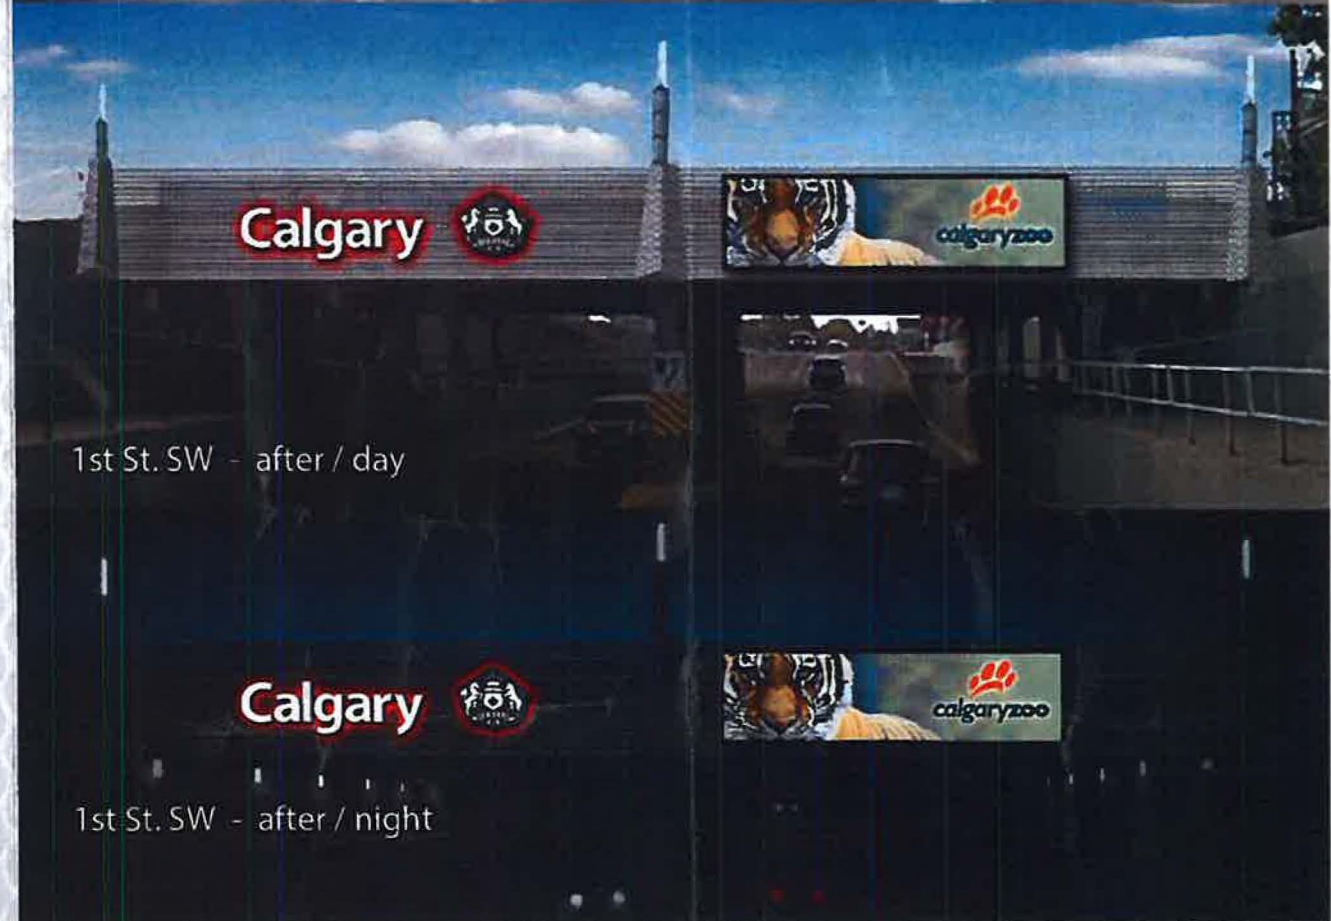 Calgary
calgaryzoo
1st St. SW - after / day
Calgary
calgaryzoo
1st St. SW - after / night